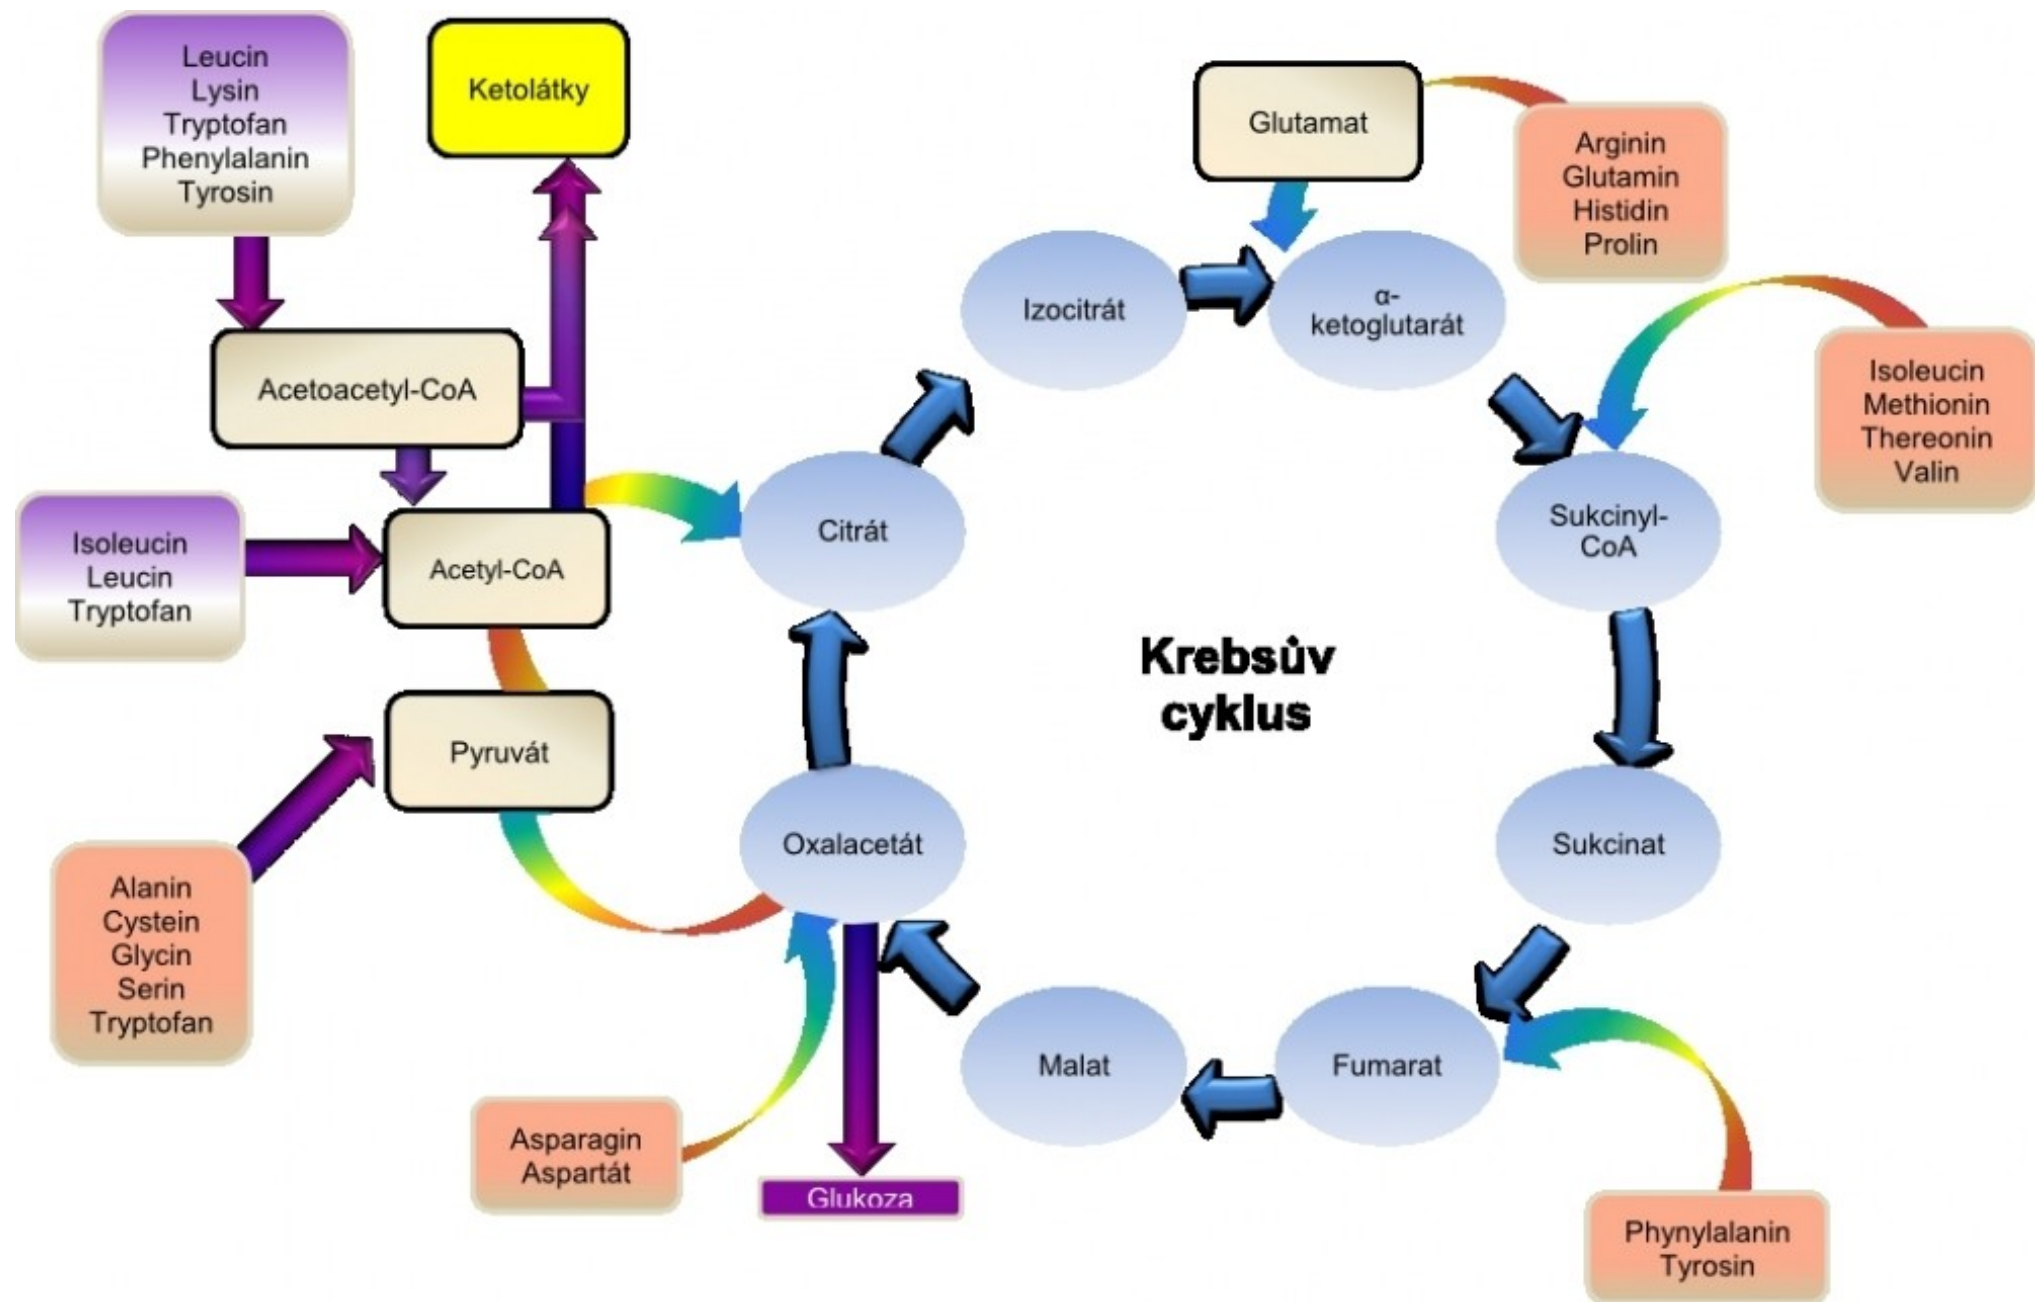 Leucin
Lysin
Tryptofan
Phenylalanin
Tyrosin
Ketolátky
Glutamat
Arginin
Glutamin
Histidin
Prolin
Izocitrát
α-
ketoglutarát
Acetoacetyl-CoA
Isoleucin
Methionin
Thereonin
Valin
Isoleucin
Leucin
Tryptofan
Acetyl-CoA
Citrát
Sukcinyl-
CoA
Krebsův
cyklus
Pyruvát
Oxalacetát
Sukcinat
Alanin
Cystein
Glycin
Serin
Tryptofan
Malat
Fumarat
Asparagin
Aspartát
Glukoza
Phynylalanin
Tyrosin